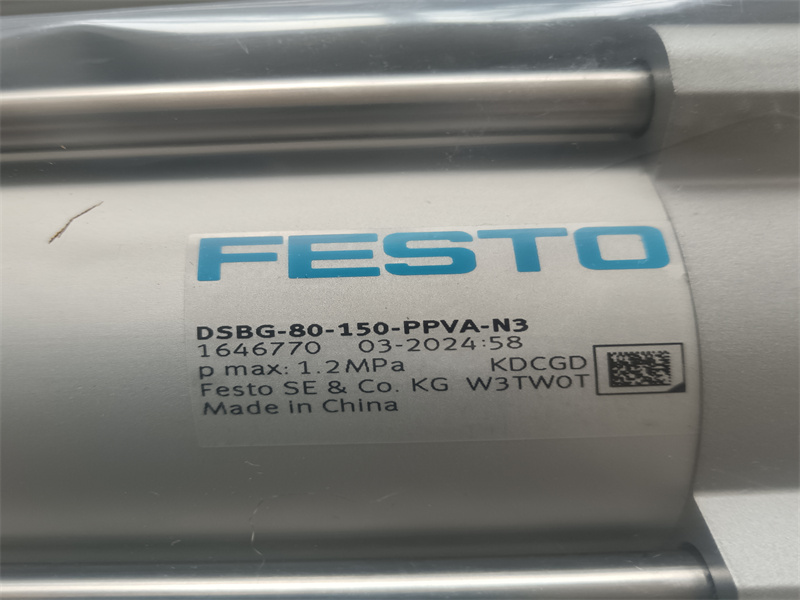 FESTO
DSBG-80-150-PPVA-N3
1646770 03-2024:58
p max: 1.2MPa KDCGD
Festo SE & Co. KG W3TW0T
Made in China